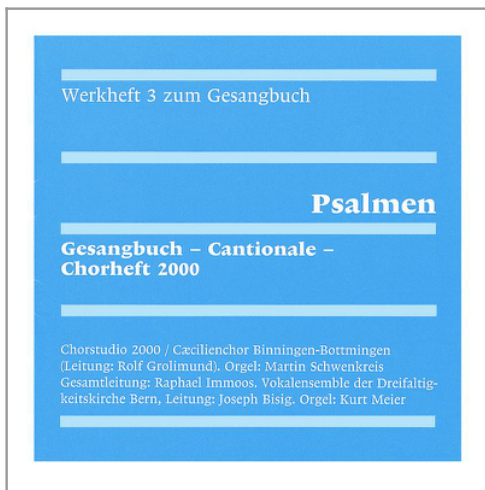 Werkheft 3 zum Gesangbuch
Psalmen
Gesangbuch – Cantionale –
Chorheft 2000
Chorstudio 2000 / Cæcilienchor Binningen-Bottmingen
(Leitung: Rolf Grolimund). Orgel: Martin Schwenkreis
Gesamtleitung: Raphael Immoos. Vokalensemble der Dreifaltig-
keitskirche Bern, Leitung: Joseph Bisig. Orgel: Kurt Meier